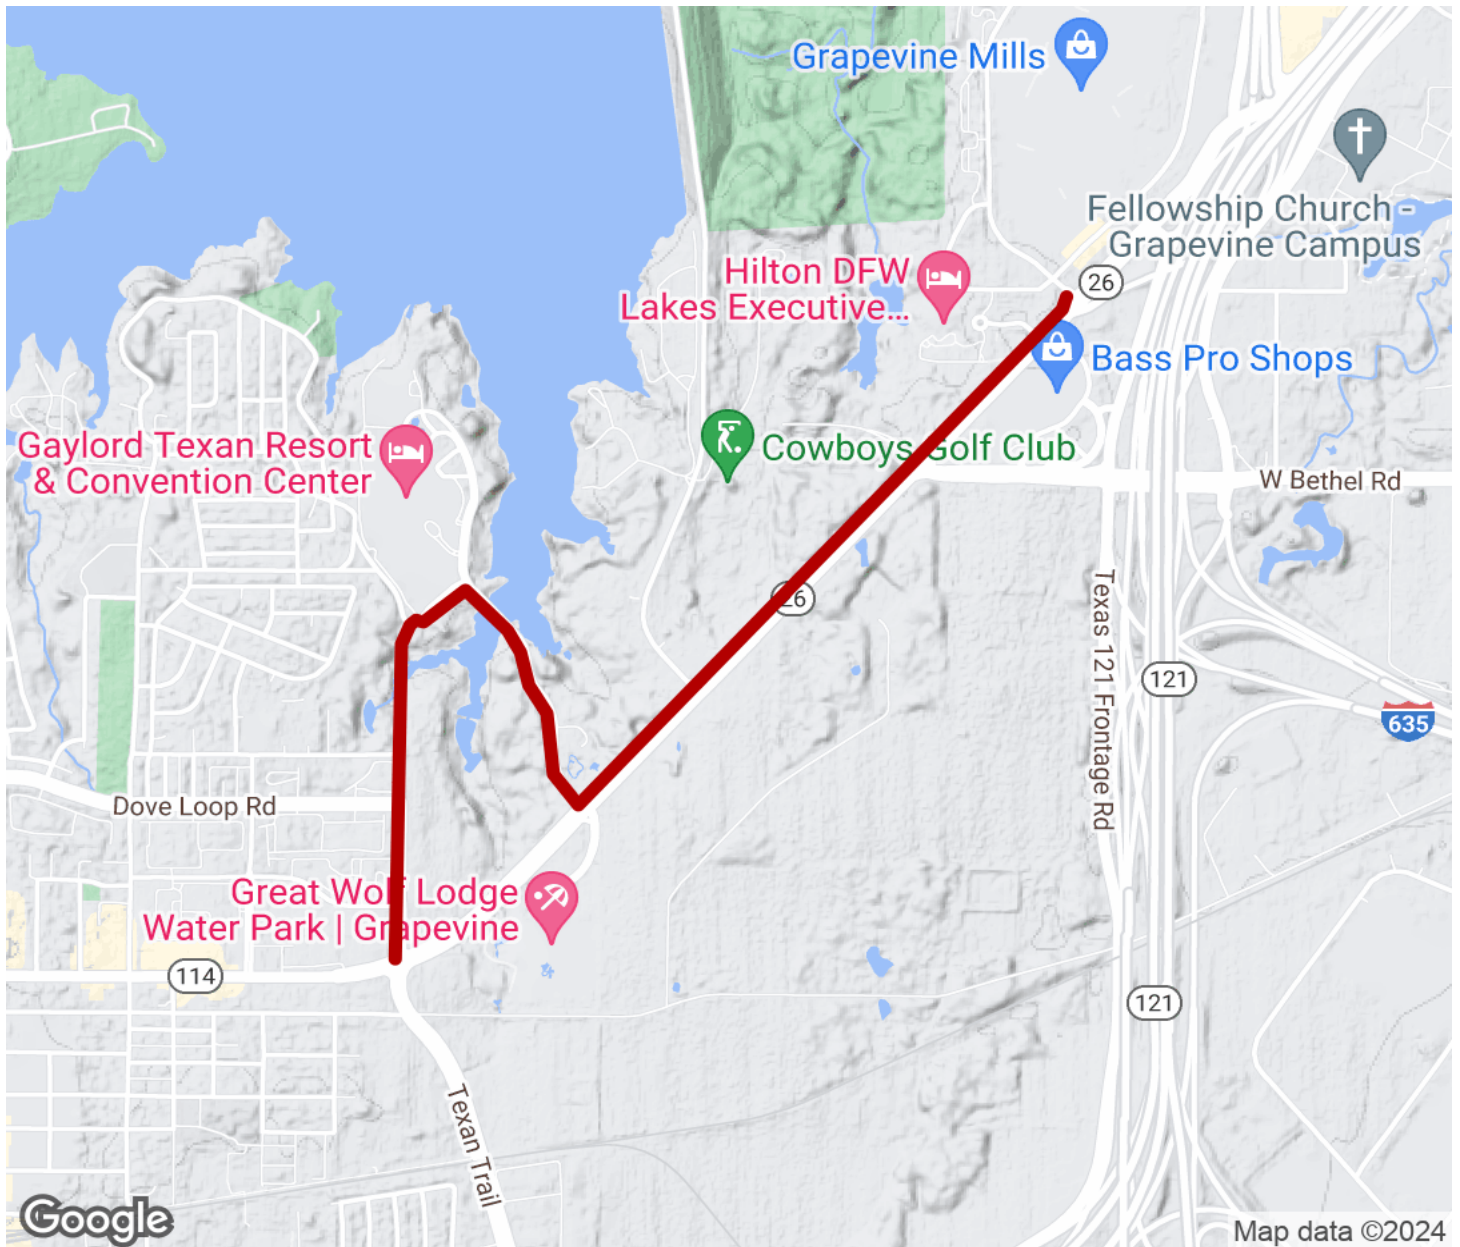 Grapevine Mills
Fellowship Church -
Grapevine Campus
Hilton DFW
Lakes Executive...
26
Bass Pro Shops
Gaylord Texan Resort
& Convention Center
Cowboys Golf Club
W Bethel Rd
26
Texas 121 Frontage Rd
121
635
Dove Loop Rd
Great Wolf Lodge
Water Park | Grapevine
114
121
Texan Trail
Google
Map data ©2024